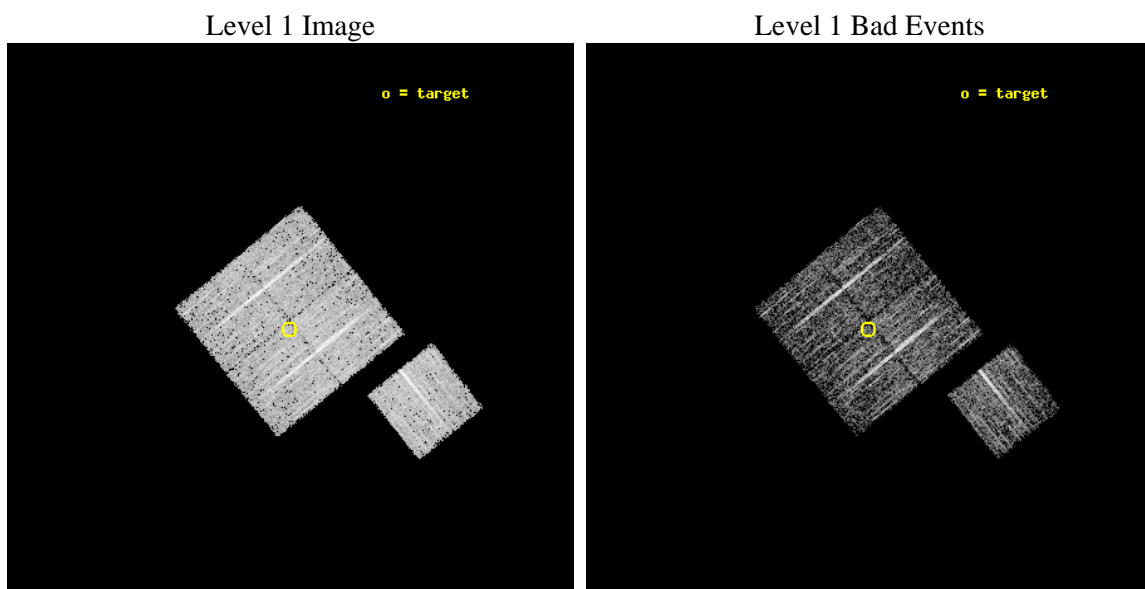 Level 1 Image
Level 1 Bad Events
o = target
o = target